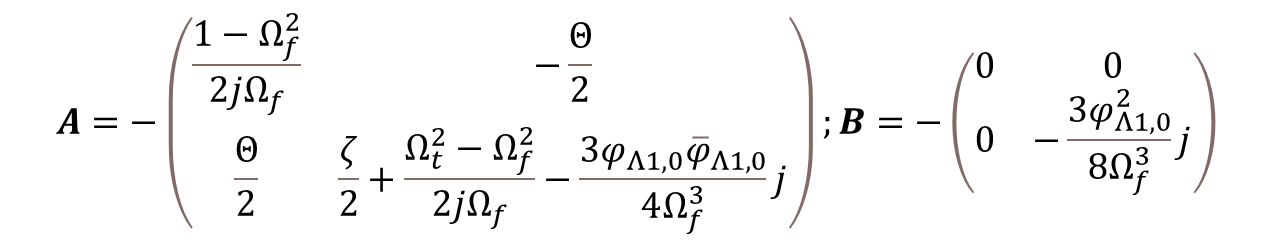 𝑨 = −( (1 − Ω_f^2)/(2jΩ_f)   −Θ/2 ; Θ/2   ζ/2 + (Ω_t^2 − Ω_f^2)/(2jΩ_f) − (3φ_{Λ1,0} φ̅_{Λ1,0})/(4Ω_f^3) j ) ; 𝑩 = −( 0   0 ; 0   −(3φ_{Λ1,0}^2)/(8Ω_f^3) j )